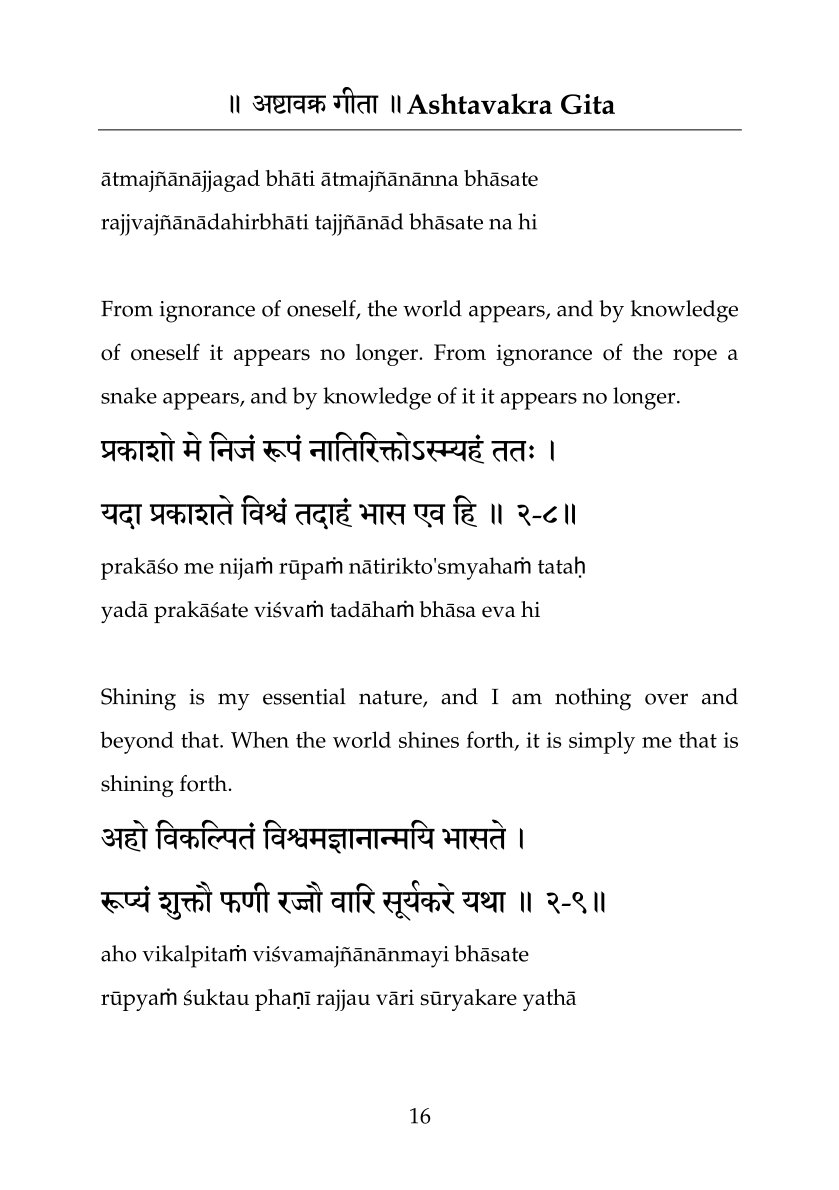 ॥ अष्टावक्र गीता ॥ Ashtavakra Gita
ātmajñānājjagad bhāti ātmajñānānna bhāsate
rajjvajñānādahirbhāti tajjñānād bhāsate na hi
From ignorance of oneself, the world appears, and by knowledge
of oneself it appears no longer. From ignorance of the rope a
snake appears, and by knowledge of it it appears no longer.
प्रकाशो मे निजं रूपं नातिरिक्तोऽस्म्यहं ततः ।
यदा प्रकाशते विश्वं तदाहं भास एव हि ॥ २-८॥
prakāśo me nijaṁ rūpaṁ nātirikto'smyahaṁ tataḥ
yadā prakāśate viśvaṁ tadāhaṁ bhāsa eva hi
Shining is my essential nature, and I am nothing over and
beyond that. When the world shines forth, it is simply me that is
shining forth.
अहो विकल्पितं विश्वमज्ञानान्मयि भासते ।
रूप्यं शुक्तौ फणी रज्जौ वारि सूर्यकरे यथा ॥ २-९॥
aho vikalpitaṁ viśvamajñānānmayi bhāsate
rūpyaṁ śuktau phaṇī rajjau vāri sūryakare yathā
16